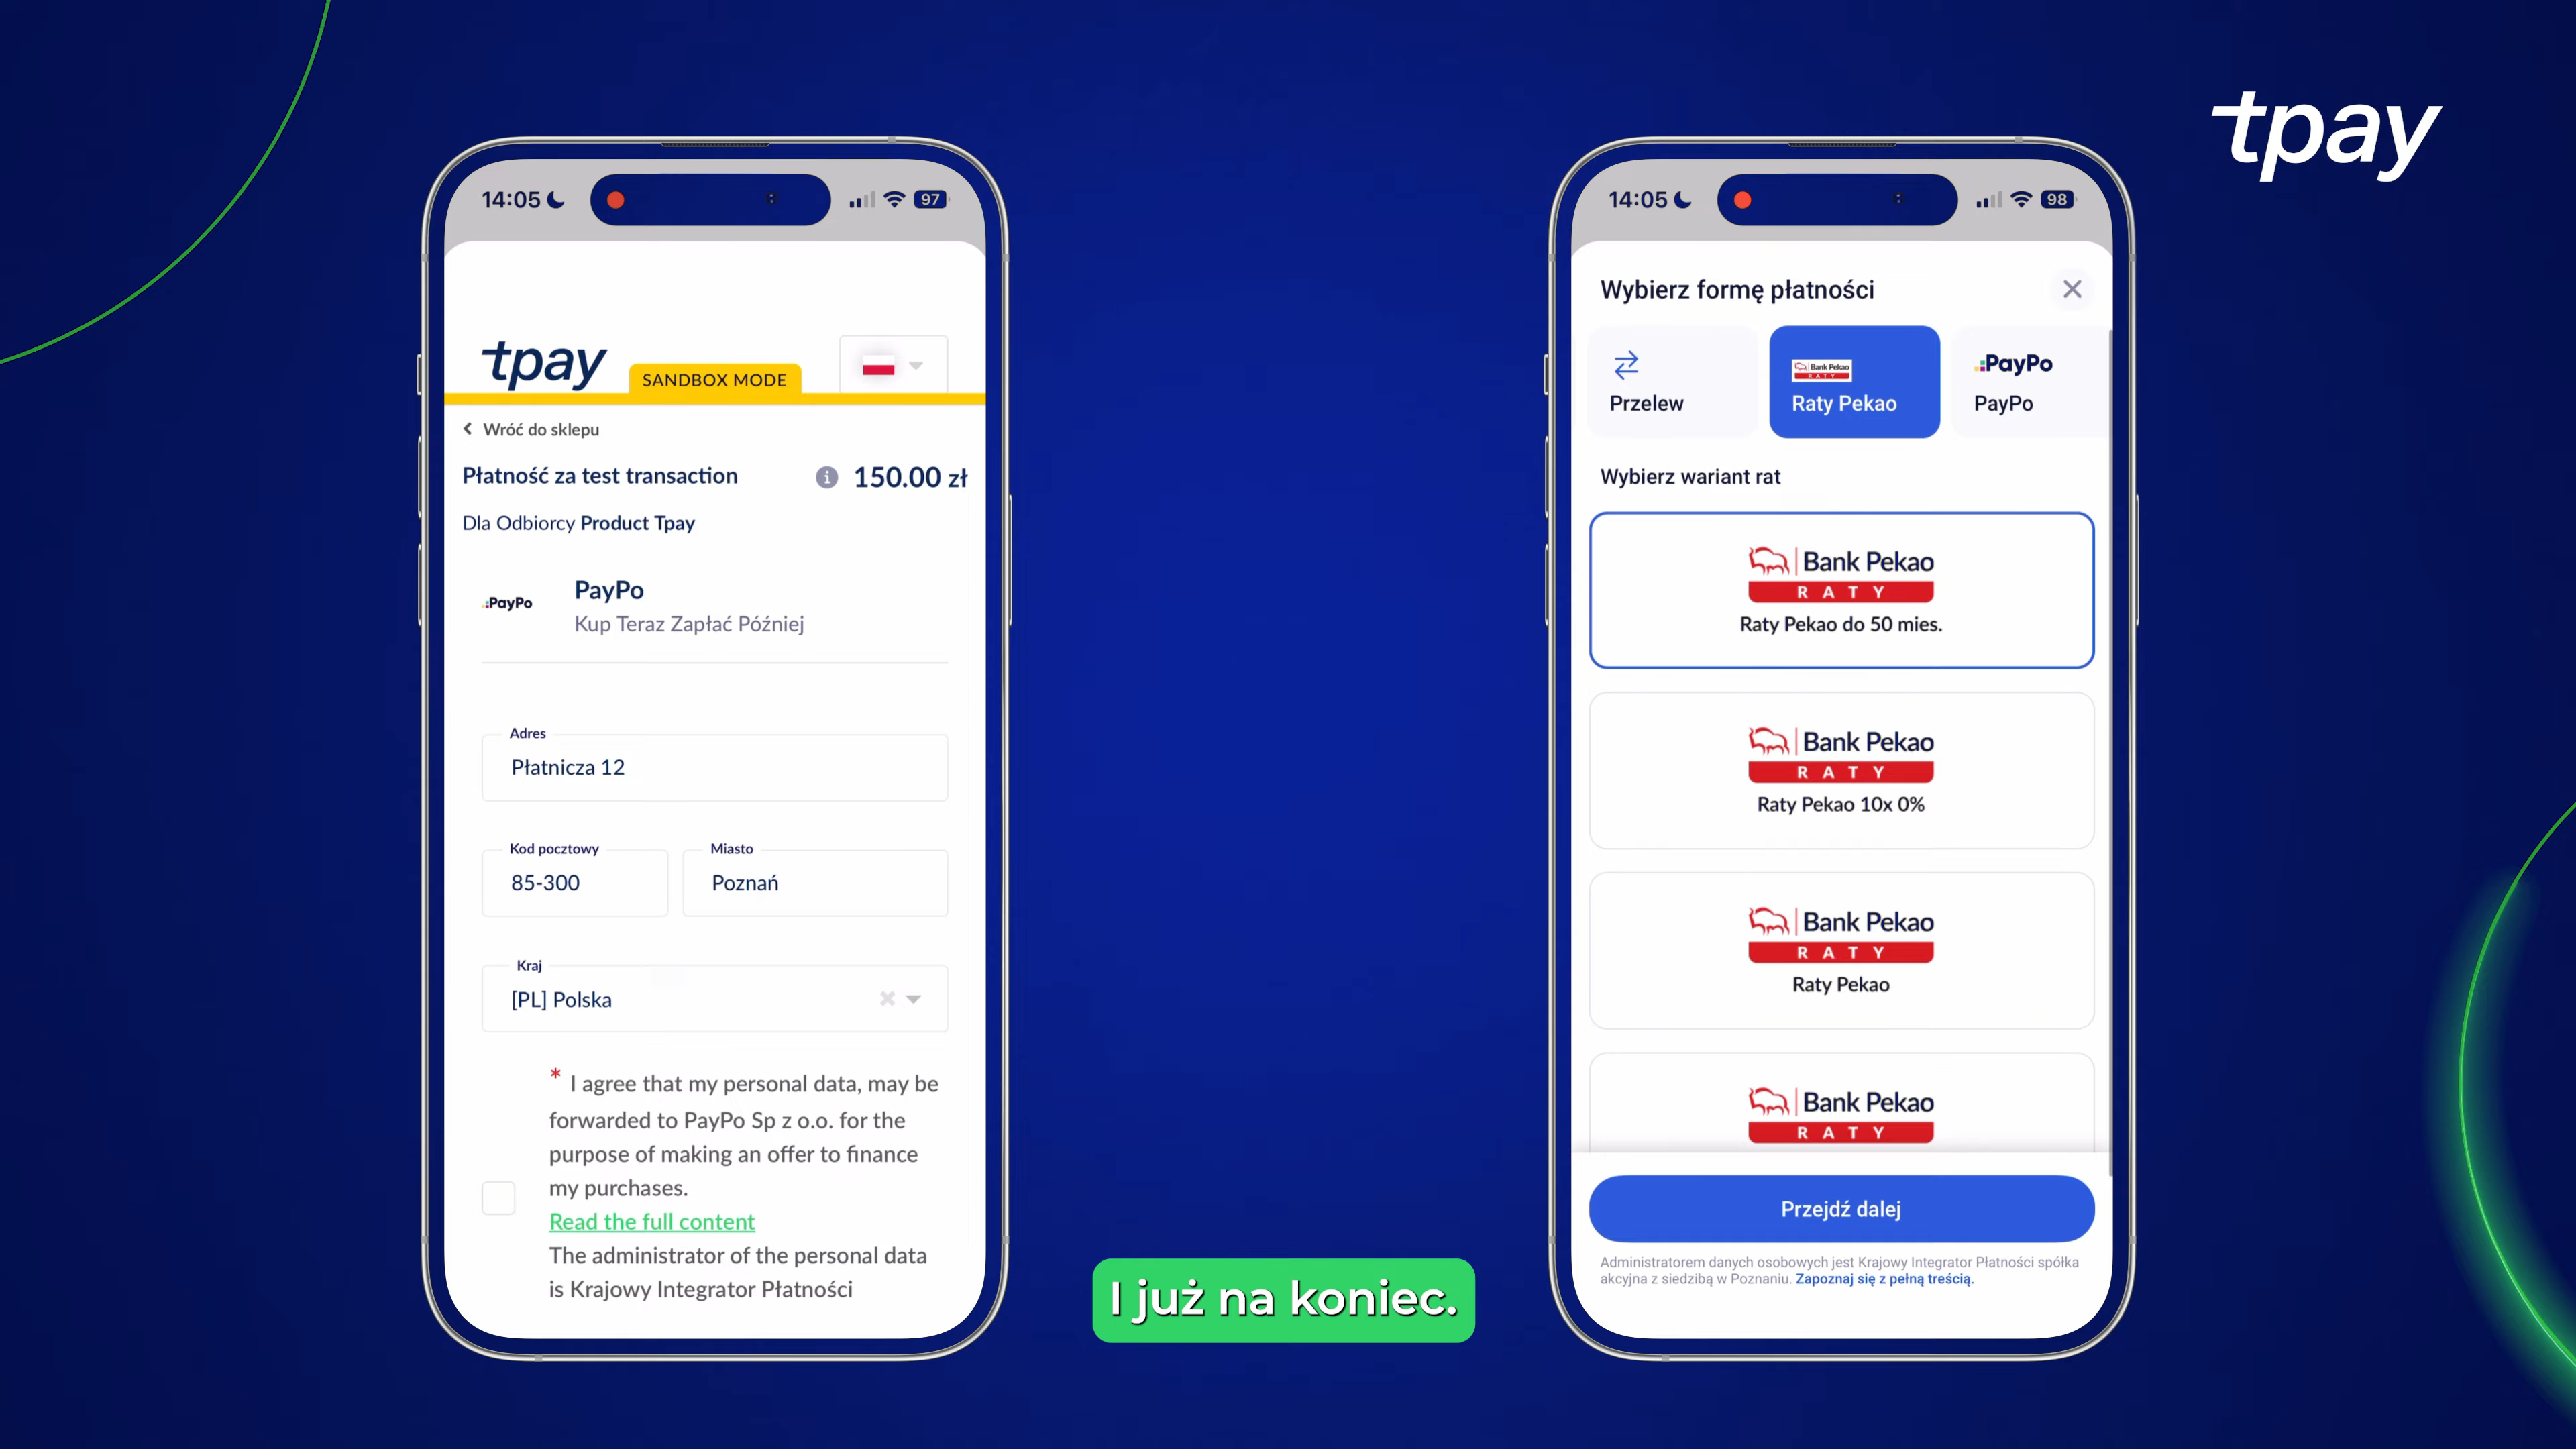 tpay
14:05
97
tpay
SANDBOX MODE
Wróć do sklepu
Płatność za test transaction
150.00 zł
Dla Odbiorcy Product Tpay
PayPo
PayPo
Kup Teraz Zapłać Później
Adres
Płatnicza 12
Kod pocztowy
85-300
Miasto
Poznań
Kraj
[PL] Polska
* I agree that my personal data, may be
forwarded to PayPo Sp z o.o. for the
purpose of making an offer to finance
my purchases.
Read the full content
The administrator of the personal data
is Krajowy Integrator Płatności
I już na koniec.
14:05
98
Wybierz formę płatności
Przelew
Bank Pekao
RATY
Raty Pekao
PayPo
PayPo
Wybierz wariant rat
Bank Pekao
RATY
Raty Pekao do 50 mies.
Bank Pekao
RATY
Raty Pekao 10x 0%
Bank Pekao
RATY
Raty Pekao
Bank Pekao
RATY
Przejdź dalej
Administratorem danych osobowych jest Krajowy Integrator Płatności spółka
akcyjna z siedzibą w Poznaniu. Zapoznaj się z pełną treścią.